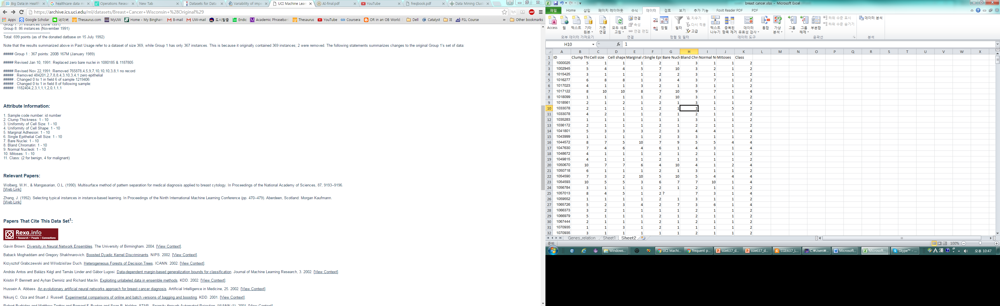 Big Data in Health
healthcare data m
Operations Resear
New Tab
Datasets for Data
Variability of impe
UCI Machine Lear
AI-final.pdf
YouTube
freqbook.pdf
Data Mining Clust
https://archive.ics.uci.edu/ml/datasets/Breast+Cancer+Wisconsin+%28Original%29
Apps Google Scholar 네이버 Thesaurus.com MyUW Home - My Bingham B-mail UW-mail 도시탈출 Endic Academic Phraseban Thesaurus YouTube Coursera OR in an OB World: Dell Catalyst IE FSL Course » Other bookmarks
Group 7: 31 instances (June 1991)
Group 8: 86 instances (November 1991)
Total: 699 points (as of the donated datbase on 15 July 1992)
Note that the results summarized above in Past Usage refer to a dataset of size 369, while Group 1 has only 367 instances. This is because it originally contained 369 instances; 2 were removed. The following statements summarizes changes to the original Group 1's set of data:
##### Group 1 : 367 points: 200B 167M (January 1989)
##### Revised Jan 10, 1991: Replaced zero bare nuclei in 1080185 & 1187805
##### Revised Nov 22,1991: Removed 765878,4,5,9,7,10,10,10,3,8,1 no record
##### : Removed 484201,2,7,8,8,4,3,10,3,4,1 zero epithelial
##### : Changed 0 to 1 in field 6 of sample 1219406
##### : Changed 0 to 1 in field 8 of following sample:
##### : 1182404,2,3,1,1,1,2,0,1,1,1
Attribute Information:
1. Sample code number: id number
2. Clump Thickness: 1 - 10
3. Uniformity of Cell Size: 1 - 10
4. Uniformity of Cell Shape: 1 - 10
5. Marginal Adhesion: 1 - 10
6. Single Epithelial Cell Size: 1 - 10
7. Bare Nuclei: 1 - 10
8. Bland Chromatin: 1 - 10
9. Normal Nucleoli: 1 - 10
10. Mitoses: 1 - 10
11. Class: (2 for benign, 4 for malignant)
Relevant Papers:
Wolberg, W.H., & Mangasarian, O.L. (1990). Multisurface method of pattern separation for medical diagnosis applied to breast cytology. In Proceedings of the National Academy of Sciences, 87, 9193--9196.
[Web Link]
Zhang, J. (1992). Selecting typical instances in instance-based learning. In Proceedings of the Ninth International Machine Learning Conference (pp. 470--479). Aberdeen, Scotland: Morgan Kaufmann.
[Web Link]
Papers That Cite This Data Set1:
Rexa.info
Research • People • Connections
Gavin Brown. Diversity in Neural Network Ensembles. The University of Birmingham. 2004. [View Context].
Baback Moghaddam and Gregory Shakhnarovich. Boosted Dyadic Kernel Discriminants. NIPS. 2002. [View Context].
Krzysztof Grabczewski and Wl/odzisl/aw Duch. Heterogeneous Forests of Decision Trees. ICANN. 2002. [View Context].
András Antos and Balázs Kégl and Tamás Linder and Gábor Lugosi. Data-dependent margin-based generalization bounds for classification. Journal of Machine Learning Research, 3. 2002. [View Context].
Kristin P. Bennett and Ayhan Demiriz and Richard Maclin. Exploiting unlabeled data in ensemble methods. KDD. 2002. [View Context].
Hussein A. Abbass. An evolutionary artificial neural networks approach for breast cancer diagnosis. Artificial Intelligence in Medicine, 25. 2002. [View Context].
Nikunj C. Oza and Stuart J. Russell. Experimental comparisons of online and batch versions of bagging and boosting. KDD. 2001. [View Context].
Robert Burbidge and Matthew Trotter and Bernard F. Buxton and Sean B. Holden. STAR - Sparsity through Automated Rejection. IWANN (1). 2001. [View Context].
breast cancer.xlsx - Microsoft Excel
파일 Home 삽입 페이지 레이아웃 수식 데이터 검토 보기 추가 기능 Foxit Reader PDF PDF
Access 웹 텍스트 기타 원본 기존 연결 모두 새로 고침 연결 속성 연결 편집 정렬 필터 지우기 다시 적용 고급 텍스트 나누기 중복된 항목 제거 데이터 유효성 검사 통합 가상 분석 그룹 그룹 해제 부분합 하위 수준 표시 하위 수준 숨기기 데이터 분석
외부 데이터 가져오기 연결 정렬 및 필터 데이터 도구 윤곽선 분석
H10 fx 1
A B C D E F G H I J K L M N O P Q R S T U V W X
1 ID Clump Thi Cell size Cell shape Marginal A Single Epi Bare Nucl Bland Chro Normal Nu Mitoses Class
2 1000025 5 1 1 1 2 1 3 1 1 2
3 1002945 5 4 4 5 7 10 3 2 1 2
4 1015425 3 1 1 1 2 2 3 1 1 2
5 1016277 6 8 8 1 3 4 3 7 1 2
6 1017023 4 1 1 3 2 1 3 1 1 2
7 1017122 8 10 10 8 7 10 9 7 1 4
8 1018099 1 1 1 1 2 10 3 1 1 2
9 1018561 2 1 2 1 2 1 3 1 1 2
10 1033078 2 1 1 1 2 1 1 1 5 2
11 1033078 4 2 1 1 2 1 2 1 1 2
12 1035283 1 1 1 1 1 1 3 1 1 2
13 1036172 2 1 1 1 2 1 2 1 1 2
14 1041801 5 3 3 3 2 3 4 4 1 4
15 1043999 1 1 1 1 2 3 3 1 1 2
16 1044572 8 7 5 10 7 9 5 5 4 4
17 1047630 7 4 6 4 6 1 4 3 1 4
18 1048672 4 1 1 1 2 1 2 1 1 2
19 1049815 4 1 1 1 2 1 3 1 1 2
20 1050670 10 7 7 6 4 10 4 1 2 4
21 1050718 6 1 1 1 2 1 3 1 1 2
22 1054590 7 3 2 10 5 10 5 4 4 4
23 1054593 10 5 5 3 6 7 7 10 1 4
24 1056784 3 1 1 1 2 1 2 1 1 2
25 1057013 8 4 5 1 2 ? 7 3 1 4
26 1059552 1 1 1 1 2 1 3 1 1 2
27 1065726 5 2 3 4 2 7 3 6 1 4
28 1066373 3 2 1 1 1 1 2 1 1 2
29 1066979 5 1 1 1 2 1 2 1 1 2
30 1067444 2 1 1 1 2 1 2 1 1 2
31 1070935 1 1 3 1 2 1 1 1 1 2
32 1070935 3 1 1 1 1 1 2 1 1 2
Genes_relation Sheet1 Sheet2
준비 100%
Windows... UCI Machi... frequent p... ssie637_d... ssie637_d... SSIE637_L... C:₩Users₩... Microsoft... Microsoft... Skype™ - ... A 漢 오후 10:47